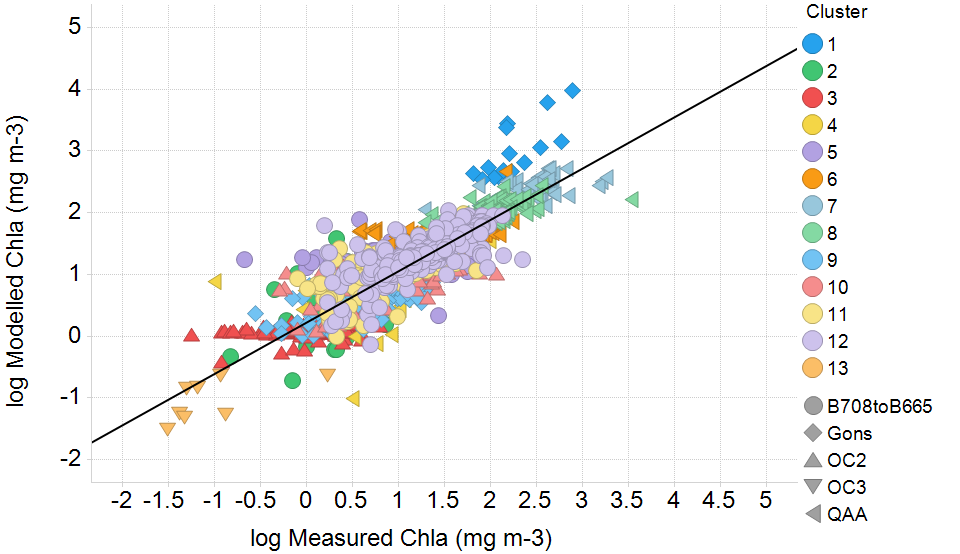 Cluster
1
2
3
4
5
6
7
8
9
10
11
12
13
B708toB665
Gons
OC2
OC3
QAA
log Modelled Chla (mg m-3)
5
4
3
2
1
0
-1
-2
-2 -1.5 -1 -0.5 0 0.5 1 1.5 2 2.5 3 3.5 4 4.5 5
log Measured Chla (mg m-3)